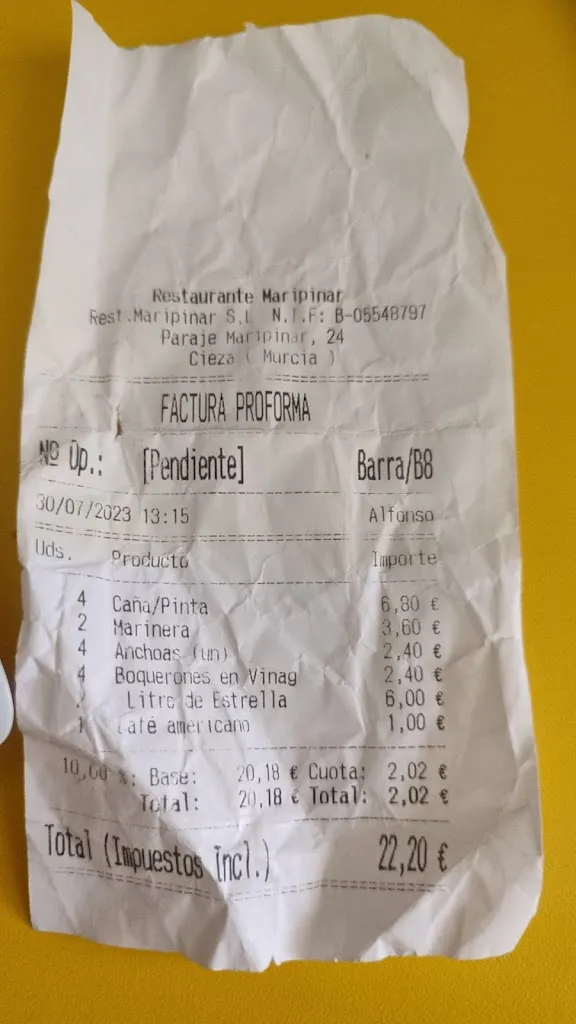 Restaurante Maripinar
Rest.Maripinar S.L N.I.F: B-05548797
Paraje Maripinar, 24
Cieza ( Murcia )
FACTURA PROFORMA
Nº Op.: [Pendiente] Barra/B8
30/07/2023 13:15 Alfonso
Uds. Producto Importe
4 Caña/Pinta 6,80 €
2 Marinera 3,60 €
4 Anchoas (un) 2,40 €
4 Boquerones en Vinag 2,40 €
Litro de Estrella 6,00 €
1 Café americano 1,00 €
10,00 %: Base: 20,18 € Cuota: 2,02 €
Total: 20,18 € Total: 2,02 €
Total (Impuestos incl.) 22,20 €